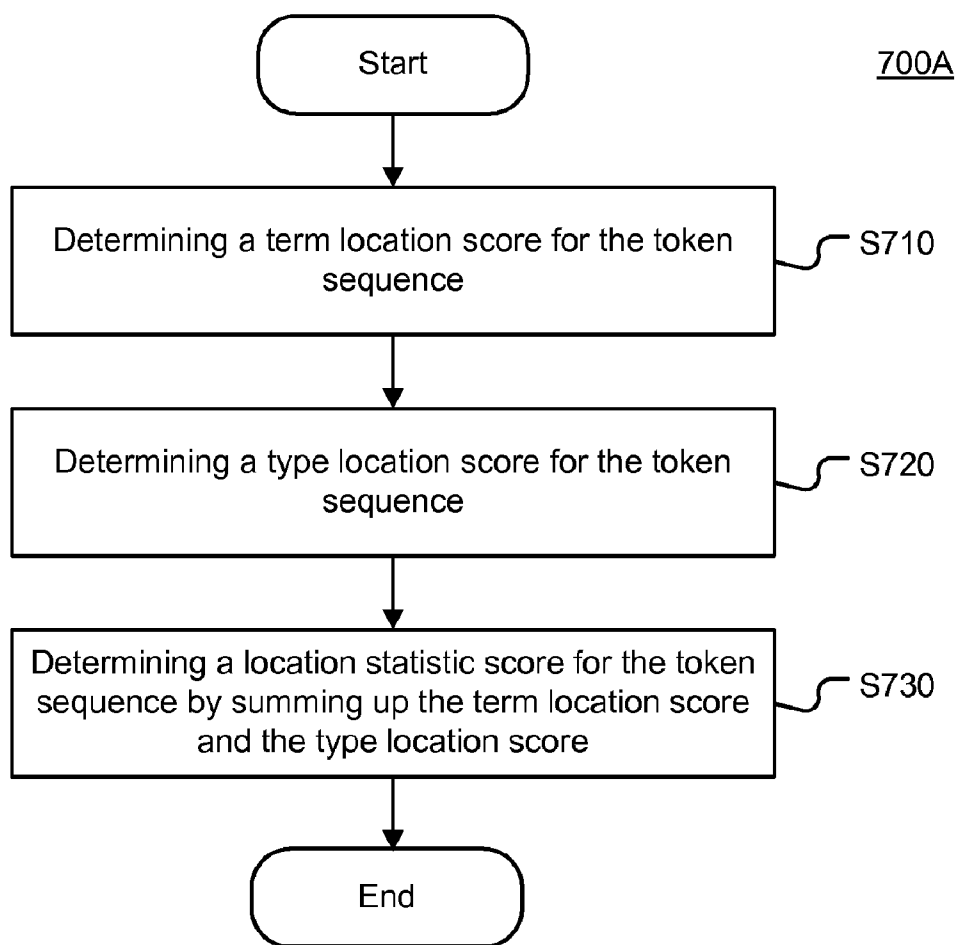 Start
700A
Determining a term location score for the token
sequence
S710
Determining a type location score for the token
sequence
S720
Determining a location statistic score for the token
sequence by summing up the term location score
and the type location score
S730
End